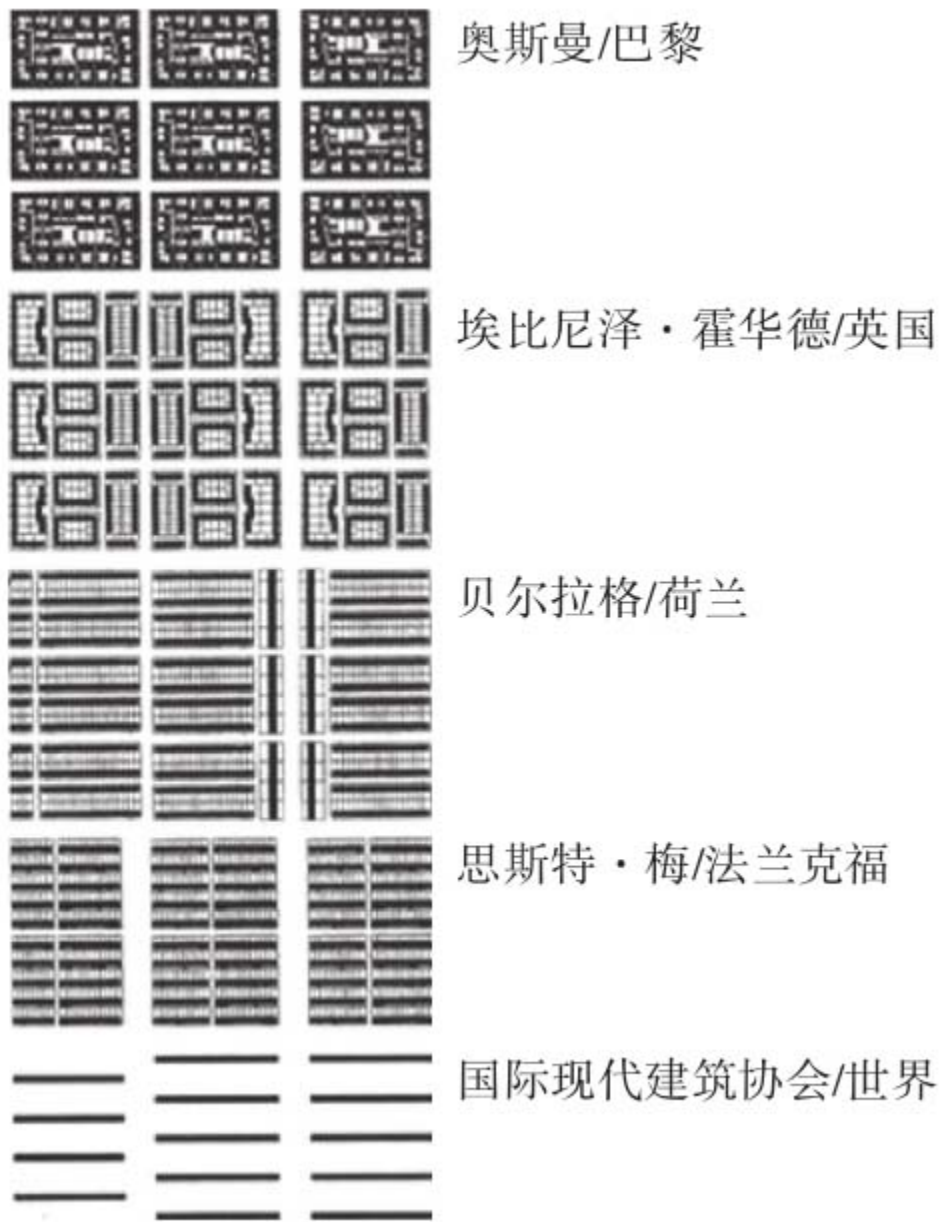 奥斯曼/巴黎
埃比尼泽·霍华德/英国
贝尔拉格/荷兰
思斯特·梅/法兰克福
国际现代建筑协会/世界